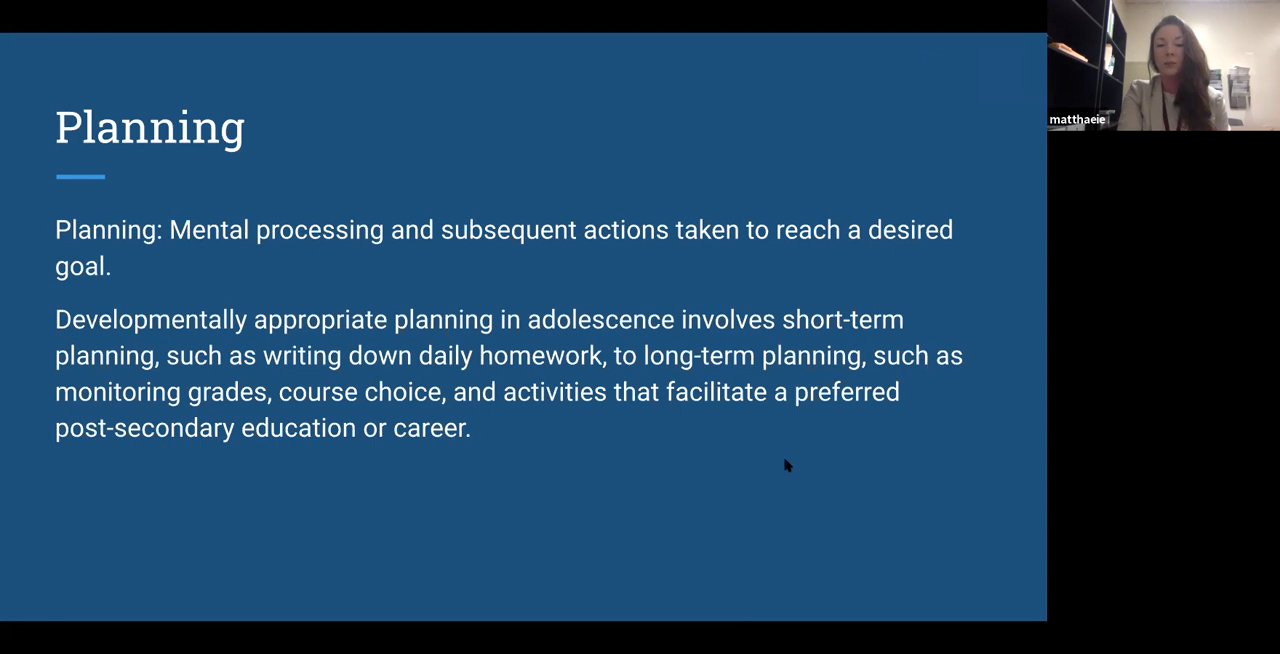 Planning
Planning: Mental processing and subsequent actions taken to reach a desired
goal.
Developmentally appropriate planning in adolescence involves short-term
planning, such as writing down daily homework, to long-term planning, such as
monitoring grades, course choice, and activities that facilitate a preferred
post-secondary education or career.
matthaeie